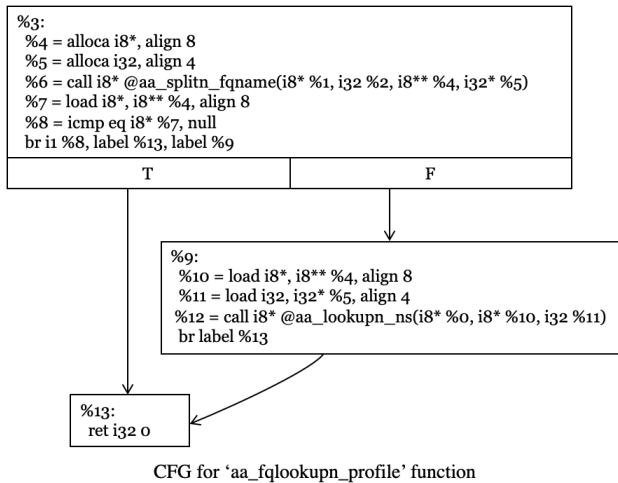 %3:
%4 = alloca i8*, align 8
%5 = alloca i32, align 4
%6 = call i8* @aa_splitn_fqname(i8* %1, i32 %2, i8** %4, i32* %5)
%7 = load i8*, i8** %4, align 8
%8 = icmp eq i8* %7, null
br i1 %8, label %13, label %9
T F
%9:
%10 = load i8*, i8** %4, align 8
%11 = load i32, i32* %5, align 4
%12 = call i8* @aa_lookupn_ns(i8* %0, i8* %10, i32 %11)
br label %13
%13:
ret i32 0
CFG for ‘aa_fqlookupn_profile’ function